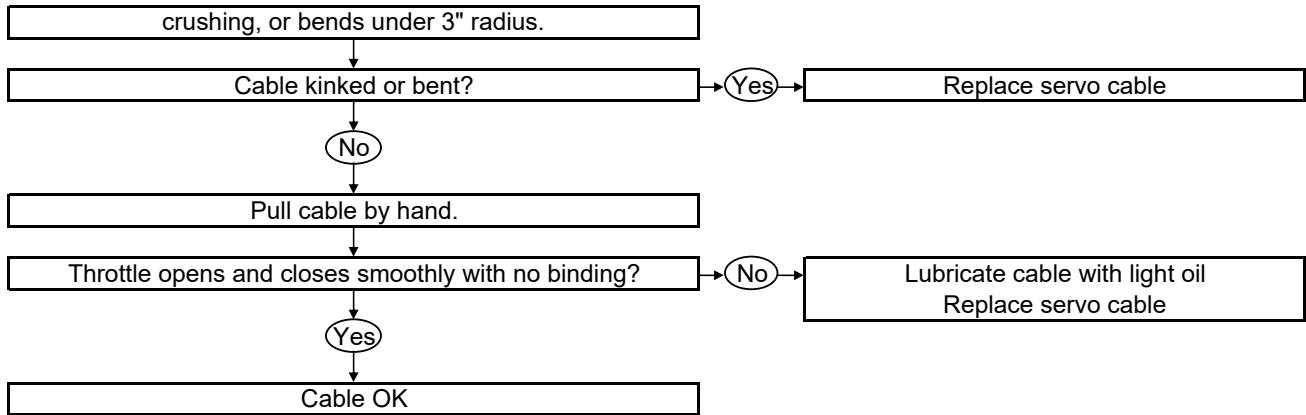 crushing, or bends under 3" radius.
Cable kinked or bent?
Yes
Replace servo cable
No
Pull cable by hand.
Throttle opens and closes smoothly with no binding?
No
Lubricate cable with light oil
Replace servo cable
Yes
Cable OK